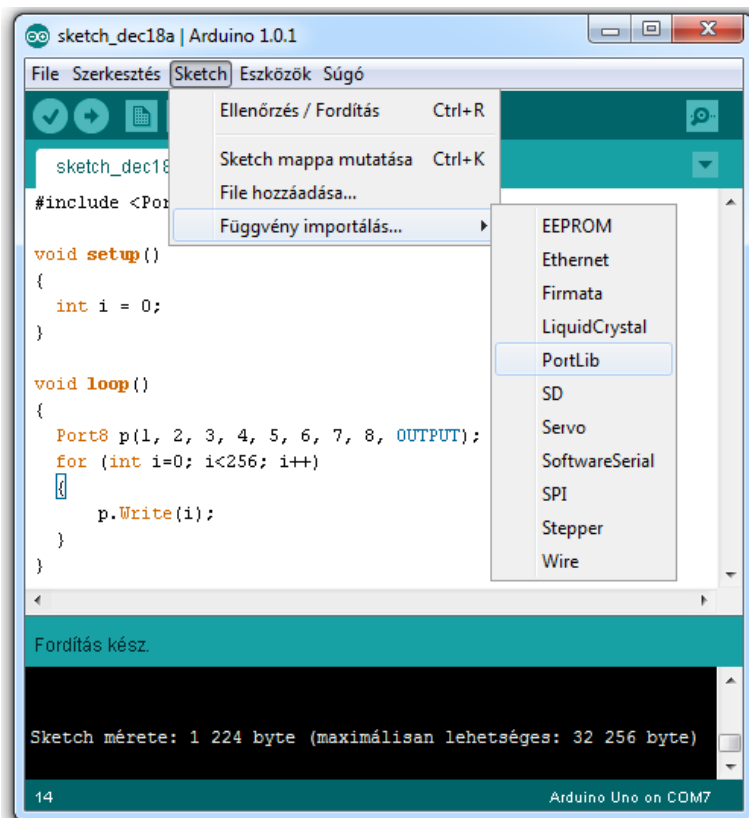 sketch_dec18a | Arduino 1.0.1
File Szerkesztés Sketch Eszközök Súgó
Ellenőrzés / Fordítás Ctrl+R
Sketch mappa mutatása Ctrl+K
File hozzáadása...
Függvény importálás...
EEPROM
Ethernet
Firmata
LiquidCrystal
PortLib
SD
Servo
SoftwareSerial
SPI
Stepper
Wire
sketch_dec18
#include <Por
void setup()
{
int i = 0;
}
void loop()
{
Port8 p(1, 2, 3, 4, 5, 6, 7, 8, OUTPUT);
for (int i=0; i<256; i++)
{
p.Write(i);
}
}
Fordítás kész.
Sketch mérete: 1 224 byte (maximálisan lehetséges: 32 256 byte)
14 Arduino Uno on COM7